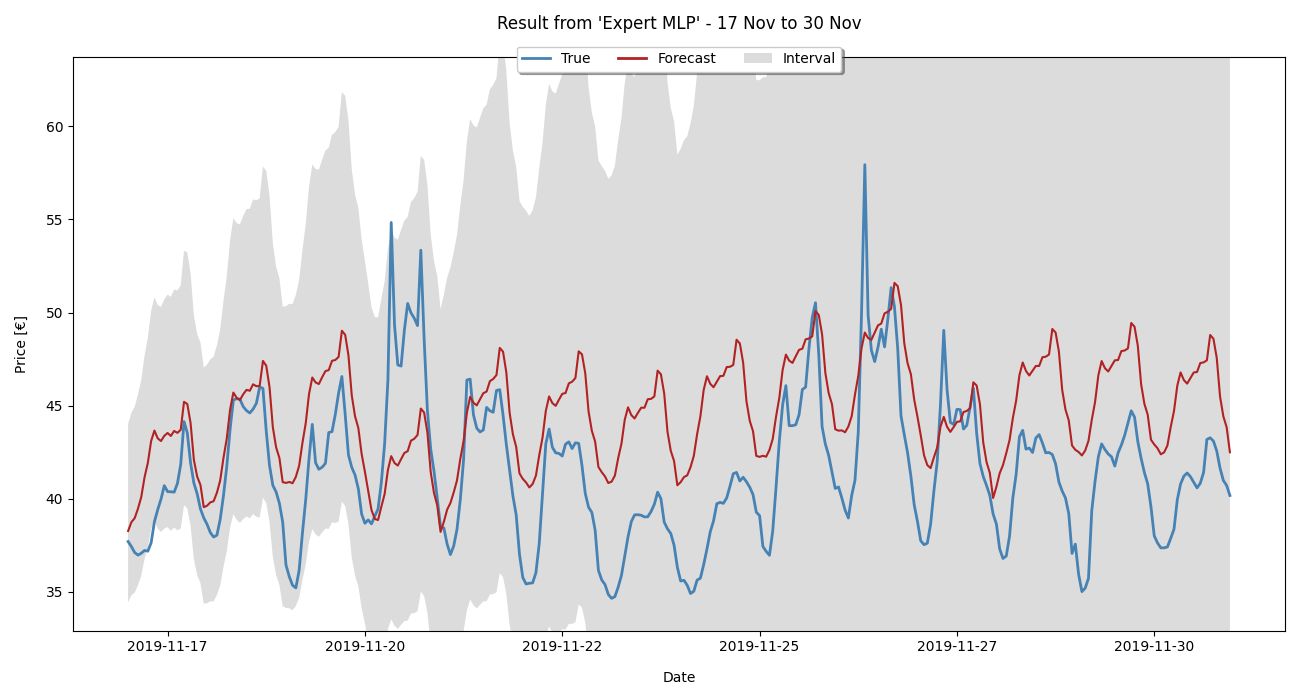 Result from 'Expert MLP' - 17 Nov to 30 Nov
True Forecast Interval
Price [€]
60
55
50
45
40
35
2019-11-17 2019-11-20 2019-11-22 2019-11-25 2019-11-27 2019-11-30
Date